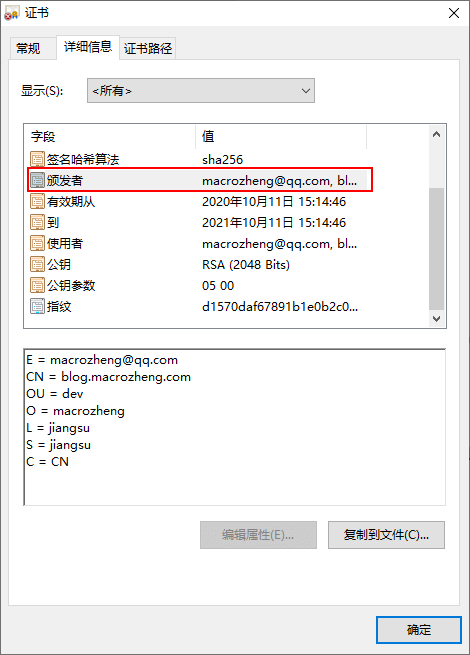 证书
常规 详细信息 证书路径
显示(S): <所有>
字段 值
签名哈希算法 sha256
颁发者 macrozheng@qq.com, bl...
有效期从 2020年10月11日 15:14:46
到 2021年10月11日 15:14:46
使用者 macrozheng@qq.com, bl...
公钥 RSA (2048 Bits)
公钥参数 05 00
指纹 d1570daf67891b1e0b2c0...
E = macrozheng@qq.com
CN = blog.macrozheng.com
OU = dev
O = macrozheng
L = jiangsu
S = jiangsu
C = CN
编辑属性(E)... 复制到文件(C)...
确定